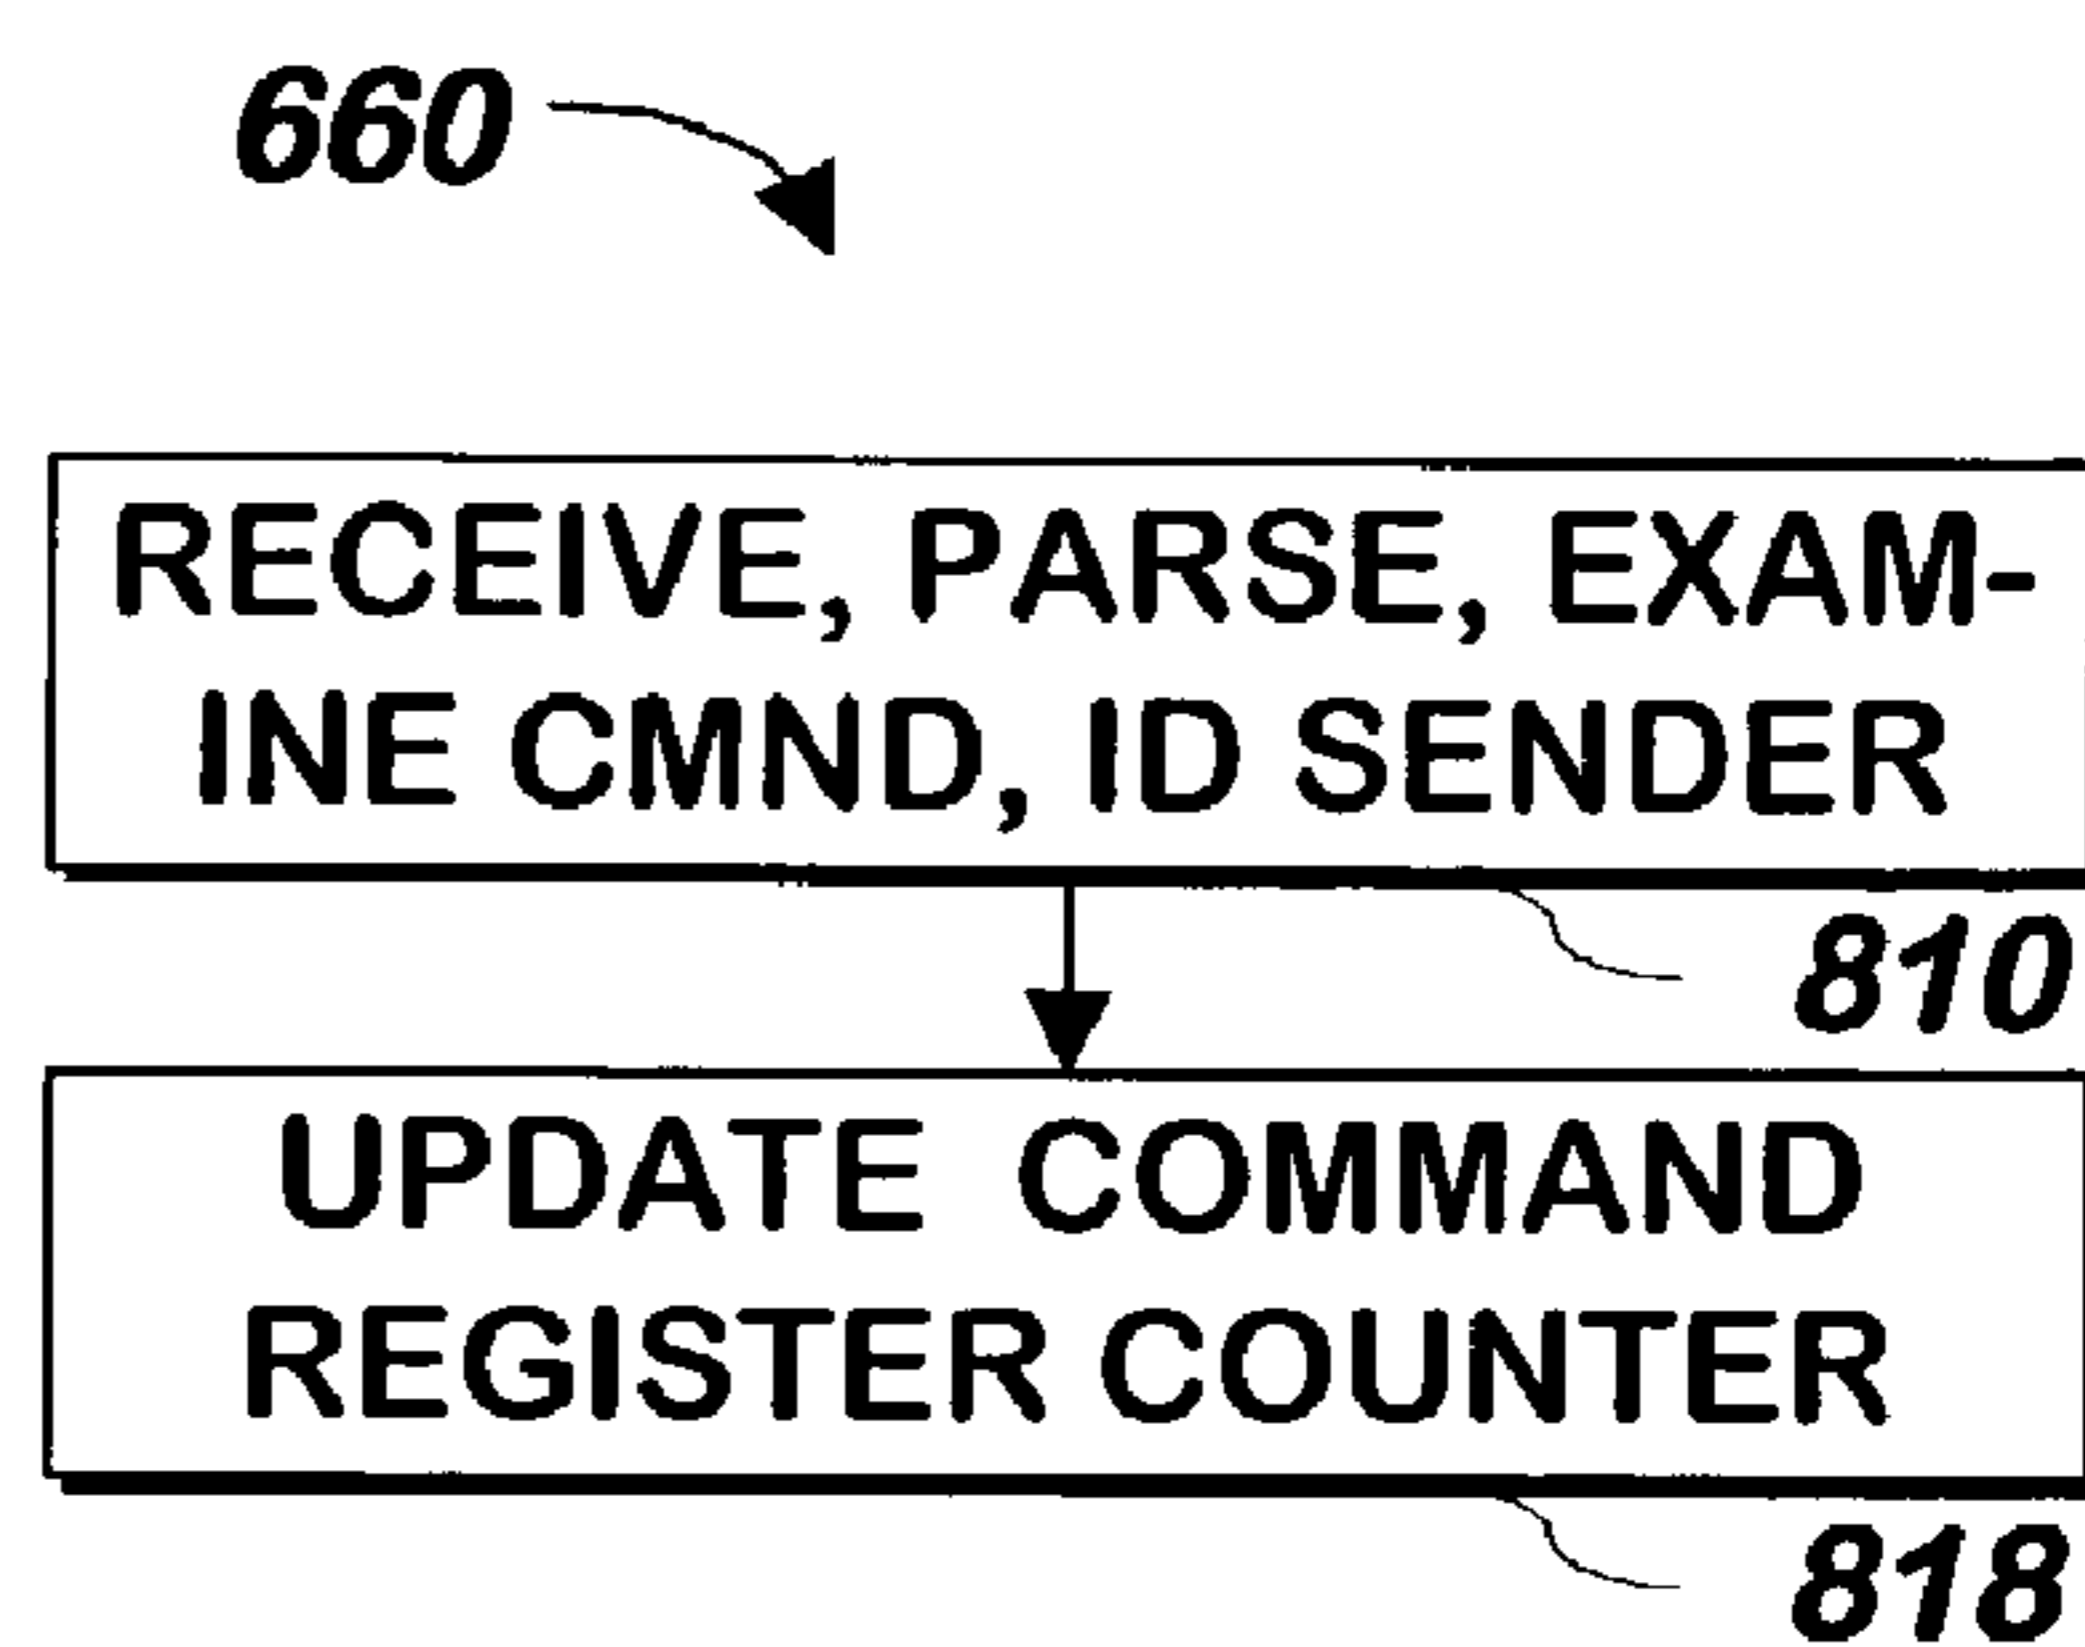 660
RECEIVE, PARSE, EXAM-
INE CMND, ID SENDER
810
UPDATE COMMAND
REGISTER COUNTER
818